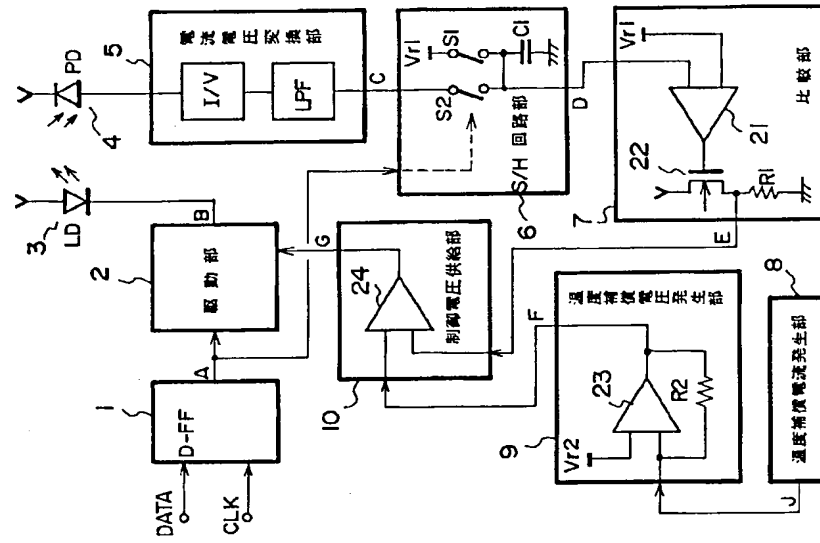 DATA
CLK
1
D-FF
A
2
駆動部
B
3
LD
4
PD
5
電流電圧変換部
I/V
LPF
C
6
S/H 回路部
Vr1
S1
S2
C1
D
7
比較部
Vr1
21
22
R1
E
8
温度補償電流発生部
J
9
温度補償電圧発生部
Vr2
23
R2
F
10
制御電圧供給部
24
G